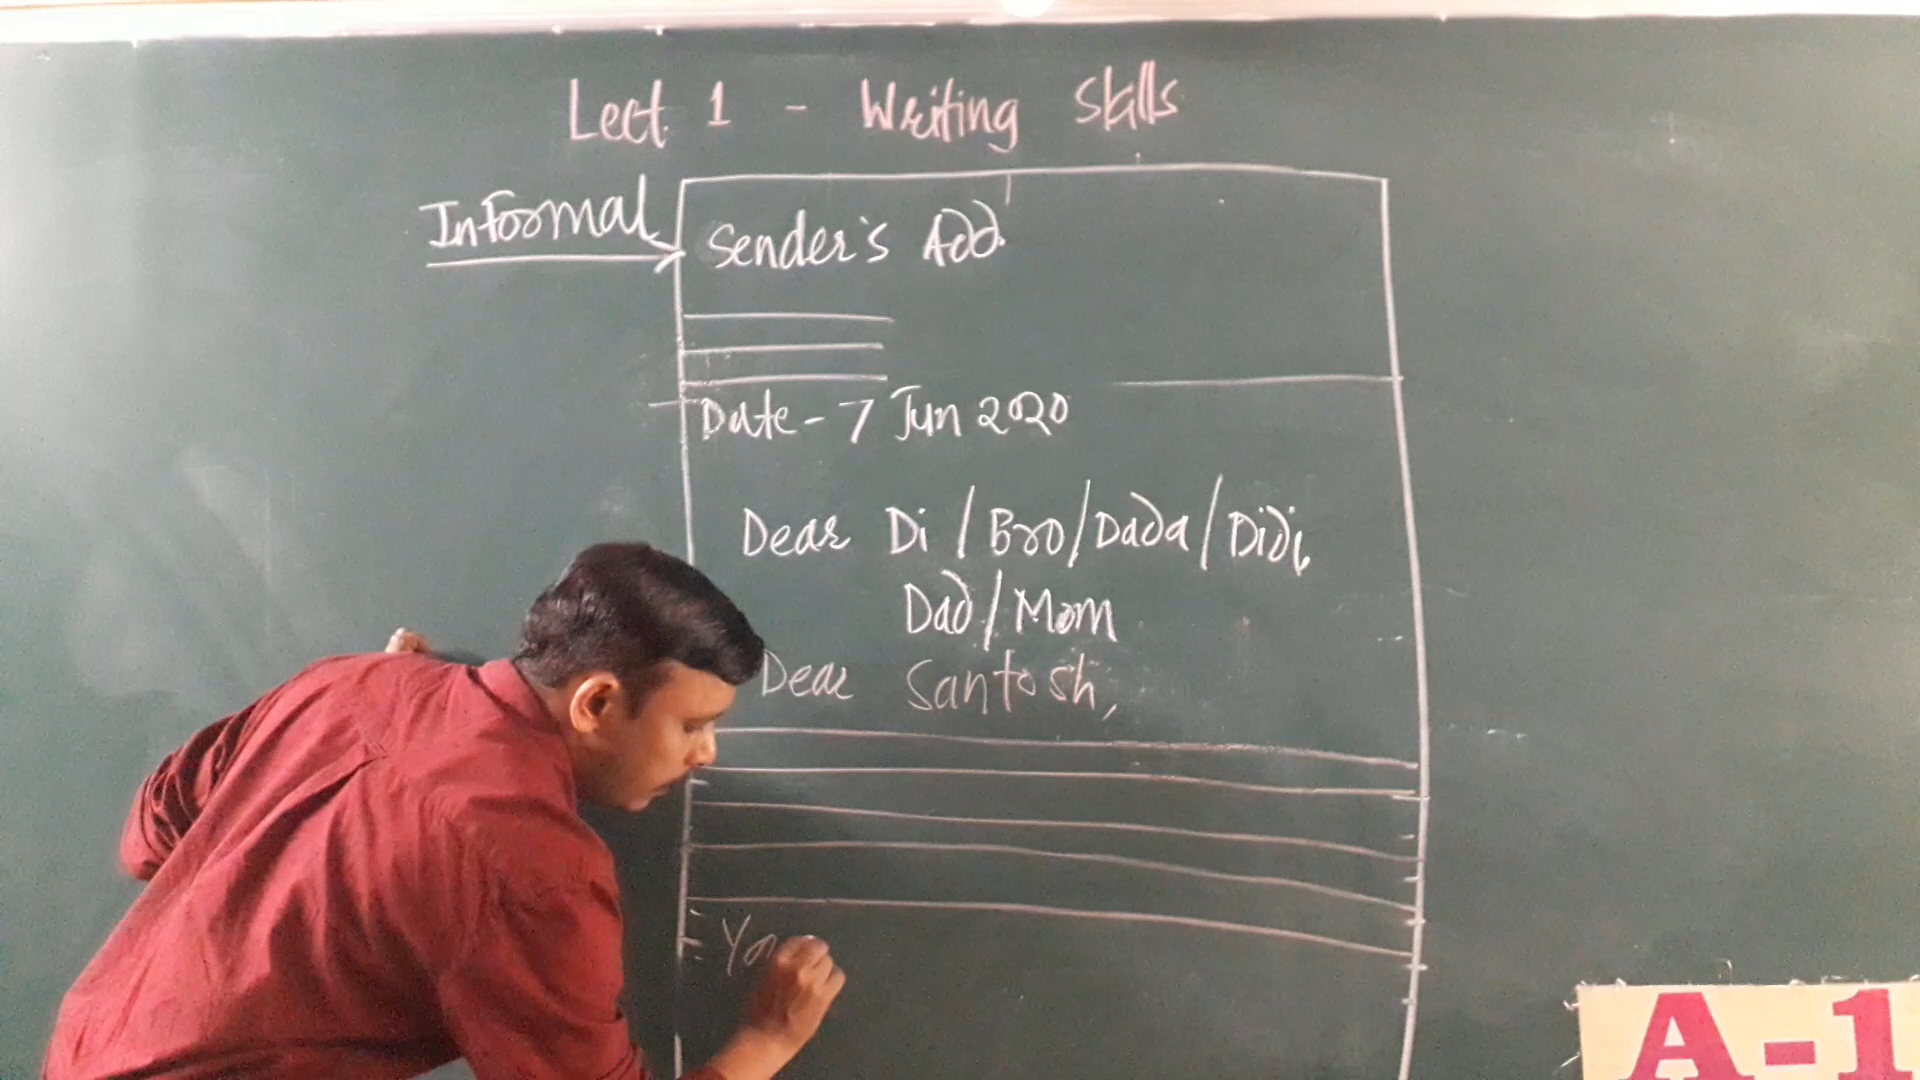 Lect. 1 - Writing Skills
Informal
Sender's Add.
Date - 7 Jun 2020
Dear Di / Bro / Dada / Didi,
Dad / Mom
Dear Santosh,
You
A-1